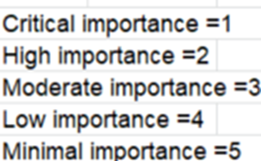 Critical importance =1
High importance =2
Moderate importance =3
Low importance =4
Minimal importance =5